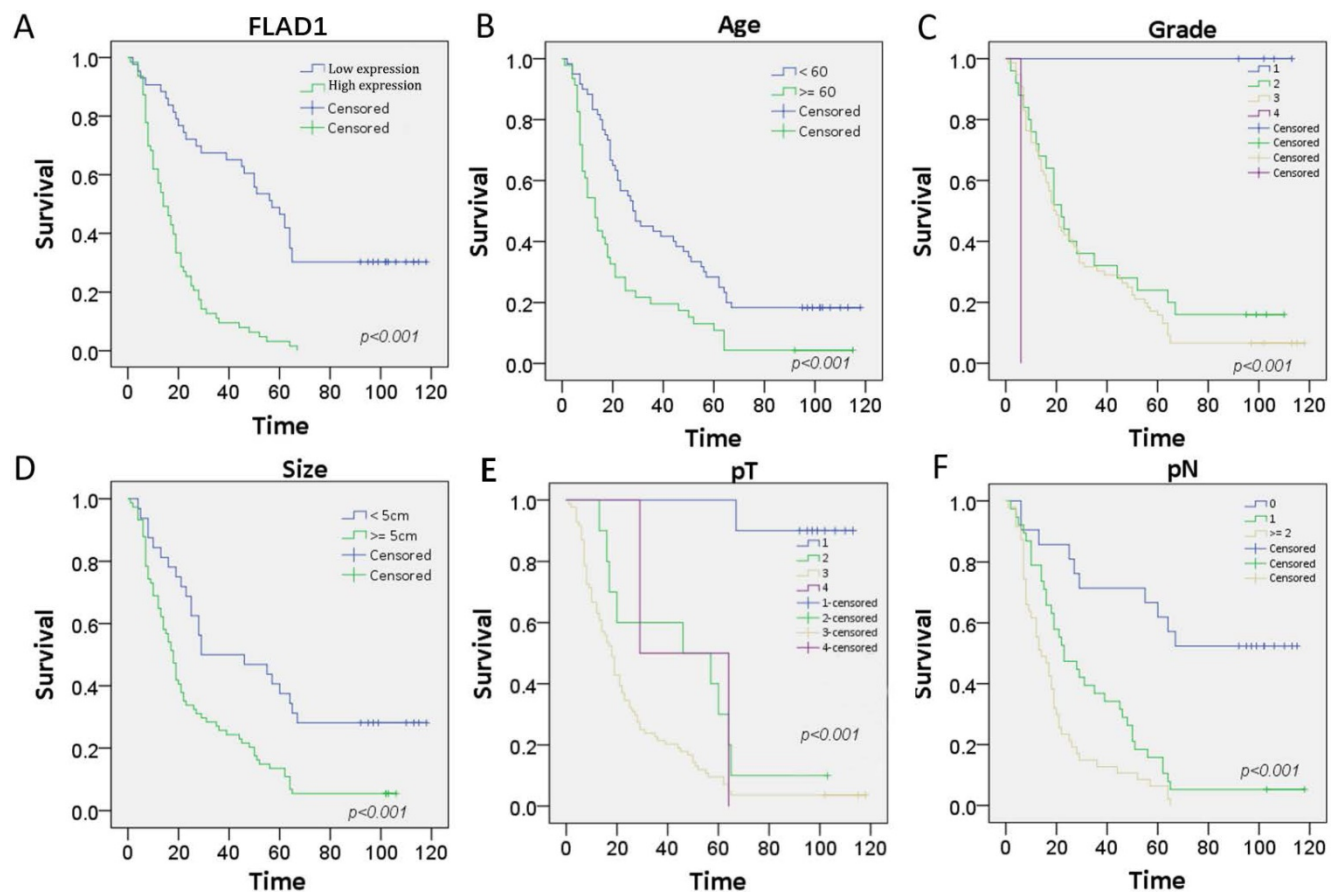 A
FLAD1
Survival
1.0
0.8
0.6
0.4
0.2
0.0
Low expression
High expression
Censored
Censored
p<0.001
0 20 40 60 80 100 120
Time
B
Age
Survival
1.0
0.8
0.6
0.4
0.2
0.0
< 60
>= 60
Censored
Censored
p<0.001
0 20 40 60 80 100 120
Time
C
Grade
Survival
1.0
0.8
0.6
0.4
0.2
0.0
1
2
3
4
Censored
Censored
Censored
Censored
p<0.001
0 20 40 60 80 100 120
Time
D
Size
Survival
1.0
0.8
0.6
0.4
0.2
0.0
< 5cm
>= 5cm
Censored
Censored
p<0.001
0 20 40 60 80 100 120
Time
E
pT
Survival
1.0
0.8
0.6
0.4
0.2
0.0
1
2
3
4
1-censored
2-censored
3-censored
4-censored
p<0.001
0 20 40 60 80 100 120
Time
F
pN
Survival
1.0
0.8
0.6
0.4
0.2
0.0
0
1
>= 2
Censored
Censored
Censored
p<0.001
0 20 40 60 80 100 120
Time